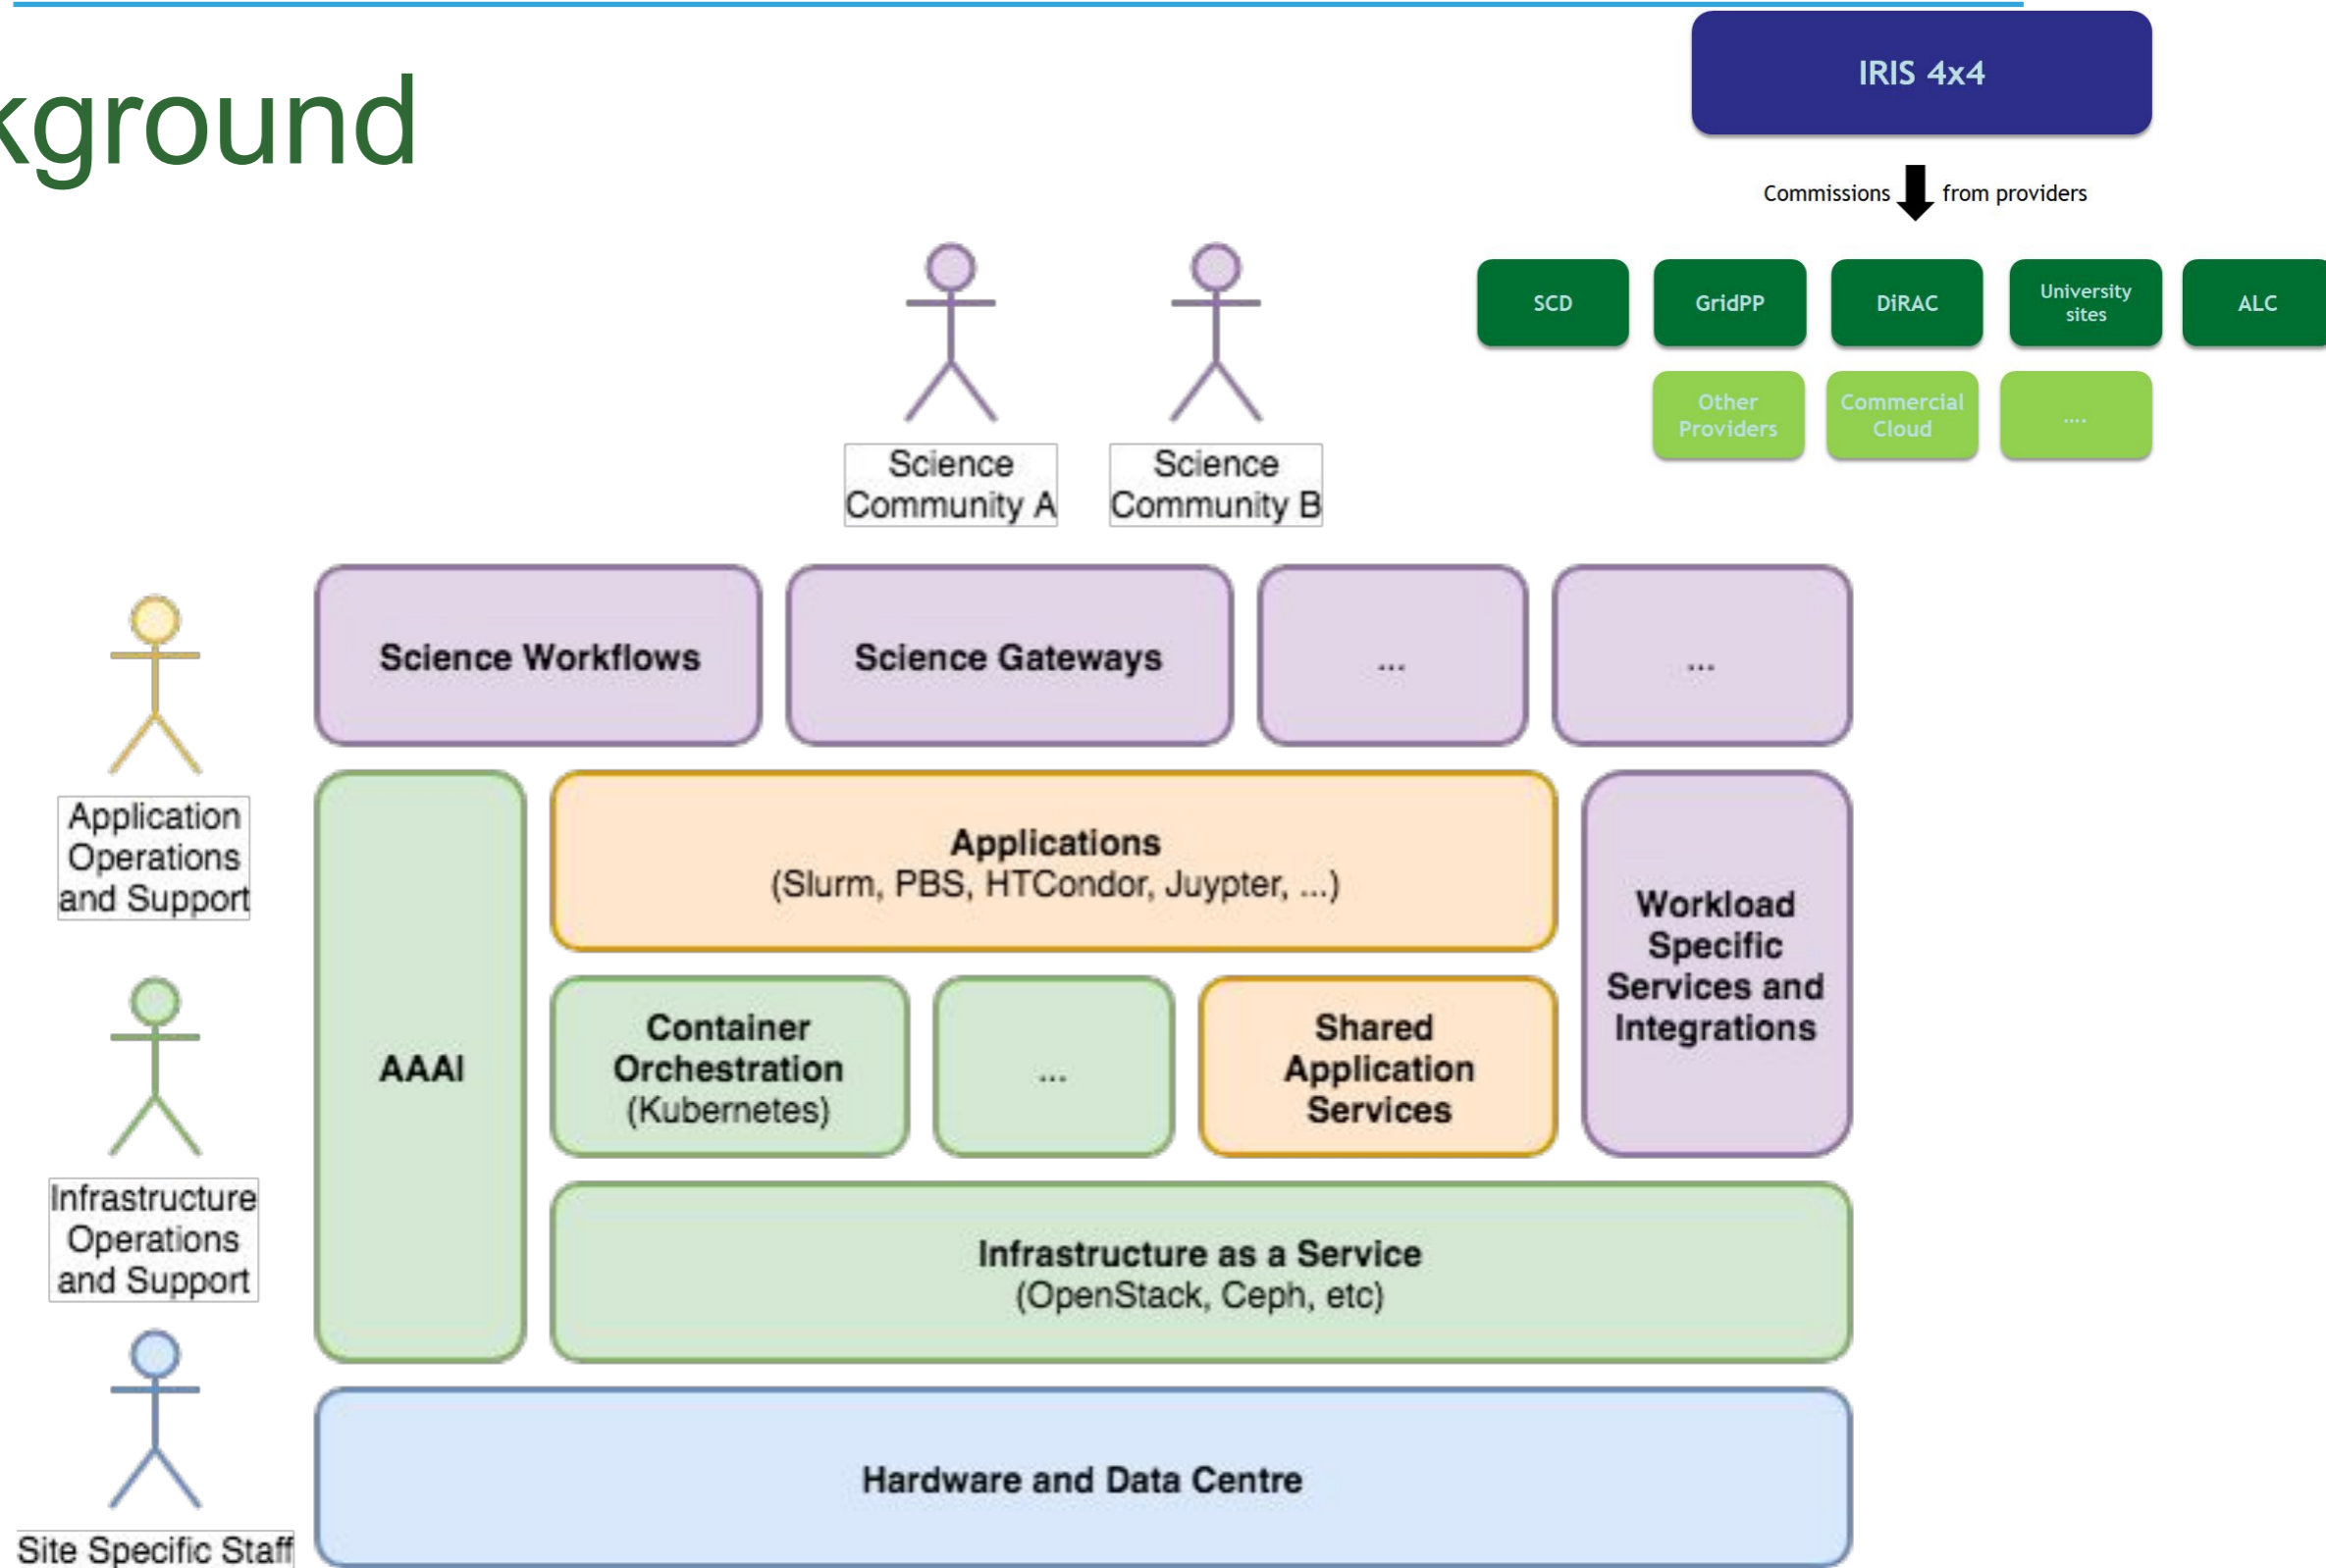 kground
IRIS 4x4
Commissions from providers
SCD
GridPP
DiRAC
University
sites
ALC
Other
Providers
Commercial
Cloud
....
Science
Community A
Science
Community B
Science Workflows
Science Gateways
...
...
Application
Operations
and Support
Applications
(Slurm, PBS, HTCondor, Juypter, ...)
Workload
Specific
Services and
Integrations
AAAI
Container
Orchestration
(Kubernetes)
...
Shared
Application
Services
Infrastructure
Operations
and Support
Infrastructure as a Service
(OpenStack, Ceph, etc)
Hardware and Data Centre
Site Specific Staff